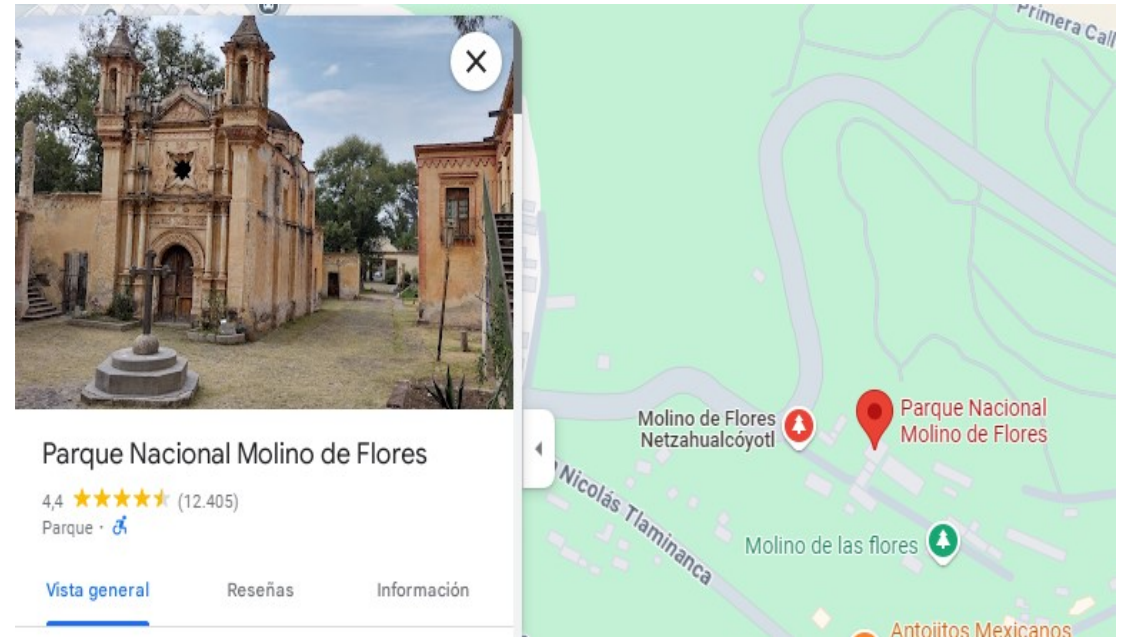 Parque Nacional Molino de Flores
4,4 (12.405)
Parque ·
Vista general Reseñas Información
Primera Call
Molino de Flores
Netzahualcóyotl
Parque Nacional
Molino de Flores
Nicolás Tlaminanca
Molino de las flores
Antojitos Mexicanos